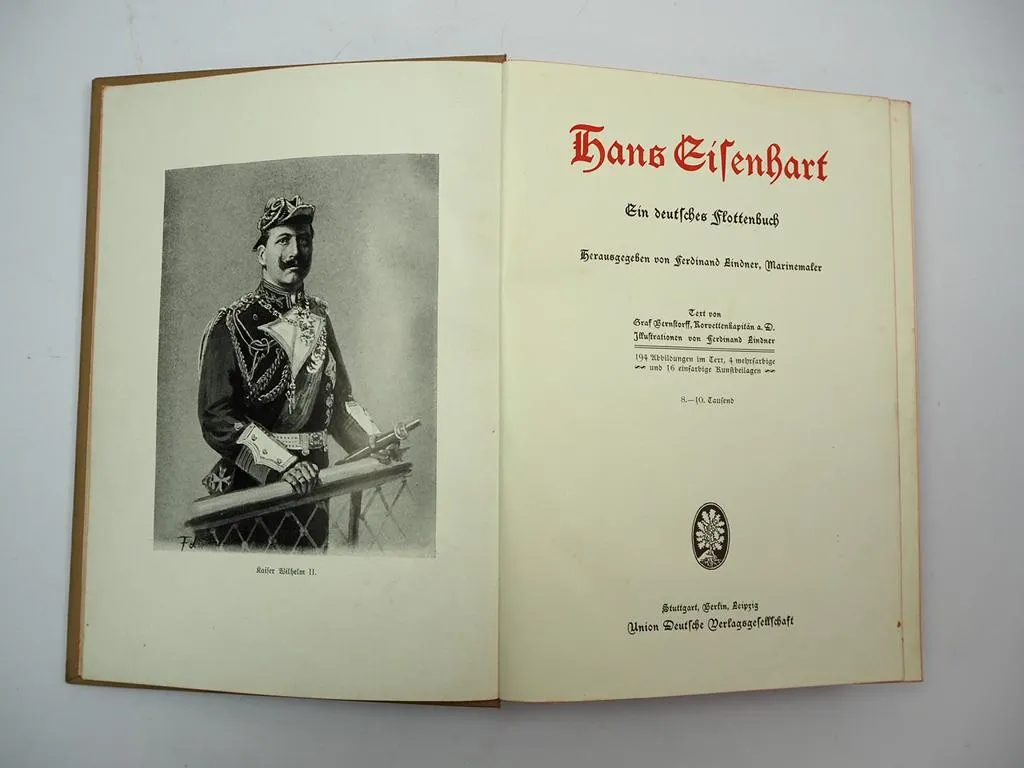 Kaiser Wilhelm II.
Hans Eisenhart
Ein deutsches Flottenbuch
Herausgegeben von Ferdinand Lindner, Marinemaler
Text von
Graf Bernstorff, Korvettenkapitän a. D.
Illustrationen von Ferdinand Lindner
194 Abbildungen im Text, 4 mehrfarbige
und 16 einfarbige Kunstbeilagen
8.—10. Tausend
Stuttgart, Berlin, Leipzig
Union Deutsche Verlagsgesellschaft